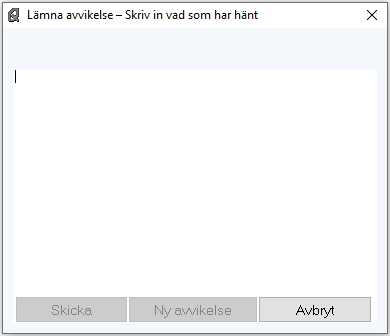 Lämna avvikelse – Skriv in vad som har hänt
Skicka
Ny avvikelse
Avbryt